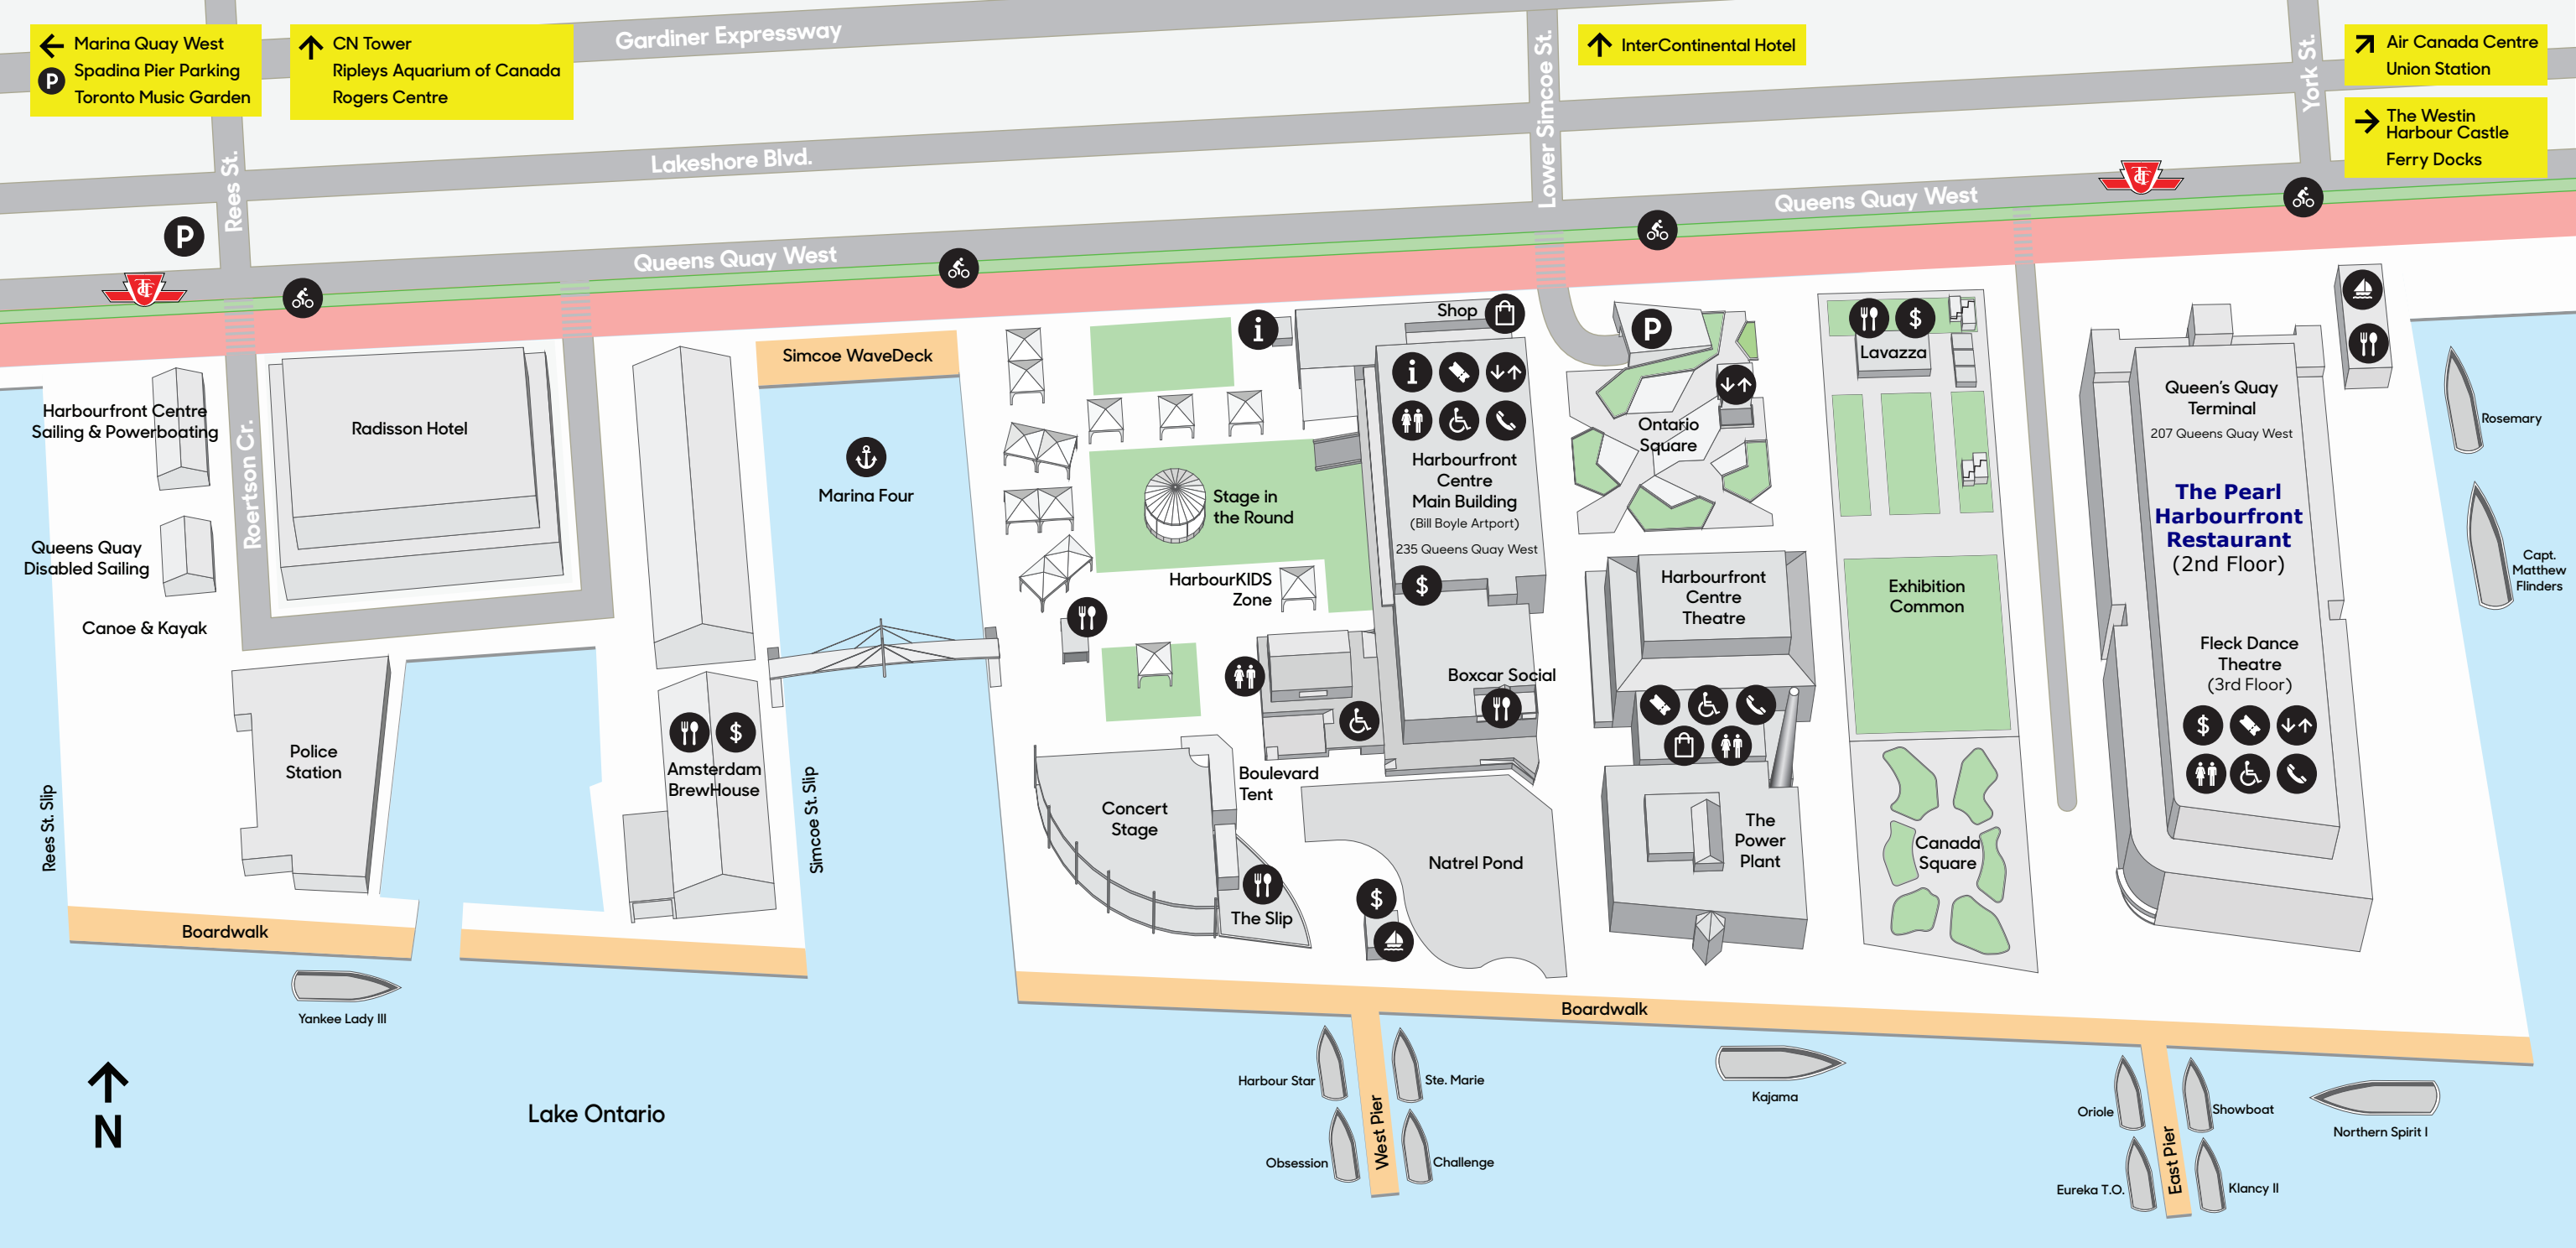 Marina Quay West
P
Spadina Pier Parking
Toronto Music Garden
CN Tower
Ripleys Aquarium of Canada
Rogers Centre
Gardiner Expressway
Lower Simcoe St.
InterContinental Hotel
York St.
Air Canada Centre
Union Station
The Westin
Harbour Castle
Ferry Docks
Rees St.
Lakeshore Blvd.
P
TTC
Queens Quay West
Queens Quay West
TTC
Harbourfront Centre
Sailing & Powerboating
Roertson Cr.
Radisson Hotel
Queens Quay
Disabled Sailing
Canoe & Kayak
Police
Station
Rees St. Slip
Boardwalk
Yankee Lady III
N
Lake Ontario
Simcoe WaveDeck
Marina Four
$
Amsterdam
BrewHouse
Simcoe St. Slip
i
Shop
i
Stage in
the Round
HarbourKIDS
Zone
Harbourfront
Centre
Main Building
(Bill Boyle Artport)
235 Queens Quay West
$
Boxcar Social
Boulevard
Tent
Concert
Stage
The Slip
$
Natrel Pond
P
Ontario
Square
Harbourfront
Centre
Theatre
The
Power
Plant
$
Lavazza
Exhibition
Common
Canada
Square
Queen's Quay
Terminal
207 Queens Quay West
The Pearl
Harbourfront
Restaurant
(2nd Floor)
Fleck Dance
Theatre
(3rd Floor)
$
Rosemary
Capt.
Matthew
Flinders
Boardwalk
Harbour Star
Ste. Marie
Obsession
West Pier
Challenge
Kajama
Oriole
Showboat
Eureka T.O.
East Pier
Klancy II
Northern Spirit I